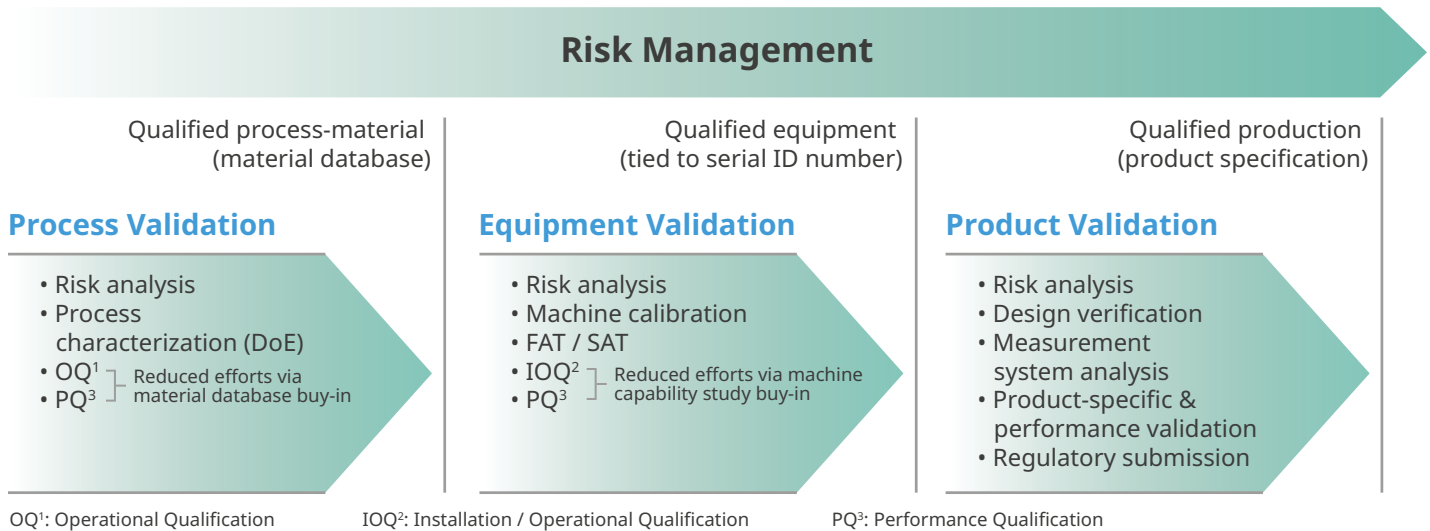 Risk Management
Qualified process-material
(material database)
Qualified equipment
(tied to serial ID number)
Qualified production
(product specification)
Process Validation
• Risk analysis
• Process
characterization (DoE)
• OQ¹
• PQ³
Reduced efforts via
material database buy-in
Equipment Validation
• Risk analysis
• Machine calibration
• FAT / SAT
• IOQ²
• PQ³
Reduced efforts via machine
capability study buy-in
Product Validation
• Risk analysis
• Design verification
• Measurement
system analysis
• Product-specific &
performance validation
• Regulatory submission
OQ¹: Operational Qualification
IOQ²: Installation / Operational Qualification
PQ³: Performance Qualification